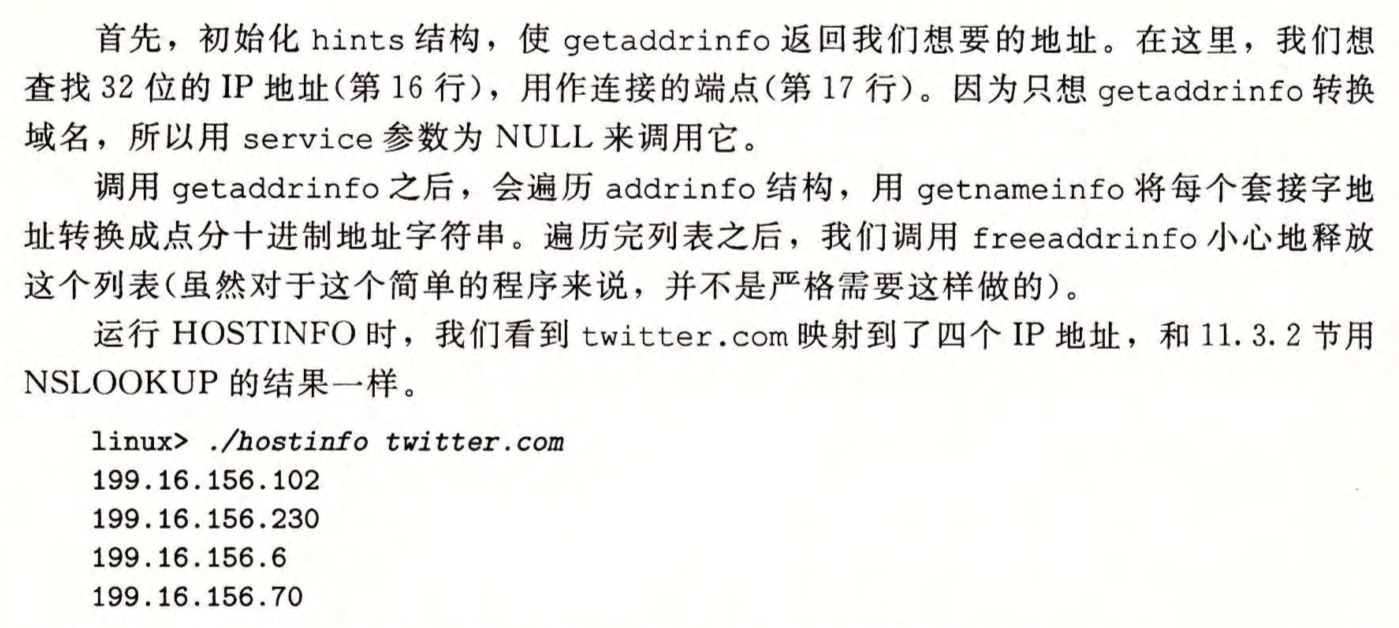 首先，初始化 hints 结构，使 getaddrinfo 返回我们想要的地址。在这里，我们想
查找 32 位的 IP 地址(第 16 行)，用作连接的端点(第 17 行)。因为只想 getaddrinfo 转换
域名，所以用 service 参数为 NULL 来调用它。
调用 getaddrinfo 之后，会遍历 addrinfo 结构，用 getnameinfo 将每个套接字地
址转换成点分十进制地址字符串。遍历完列表之后，我们调用 freeaddrinfo 小心地释放
这个列表(虽然对于这个简单的程序来说，并不是严格需要这样做的)。
运行 HOSTINFO 时，我们看到 twitter.com 映射到了四个 IP 地址，和 11.3.2 节用
NSLOOKUP 的结果一样。
linux> ./hostinfo twitter.com
199.16.156.102
199.16.156.230
199.16.156.6
199.16.156.70